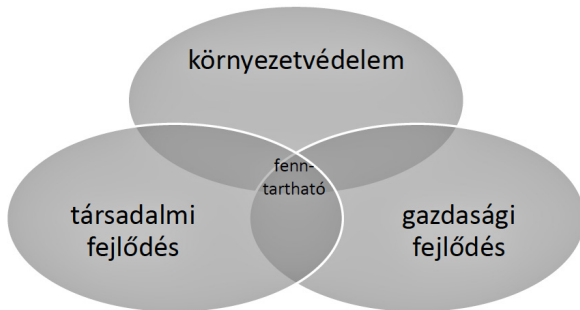 környezetvédelem
fenn-
tartható
társadalmi
fejlődés
gazdasági
fejlődés